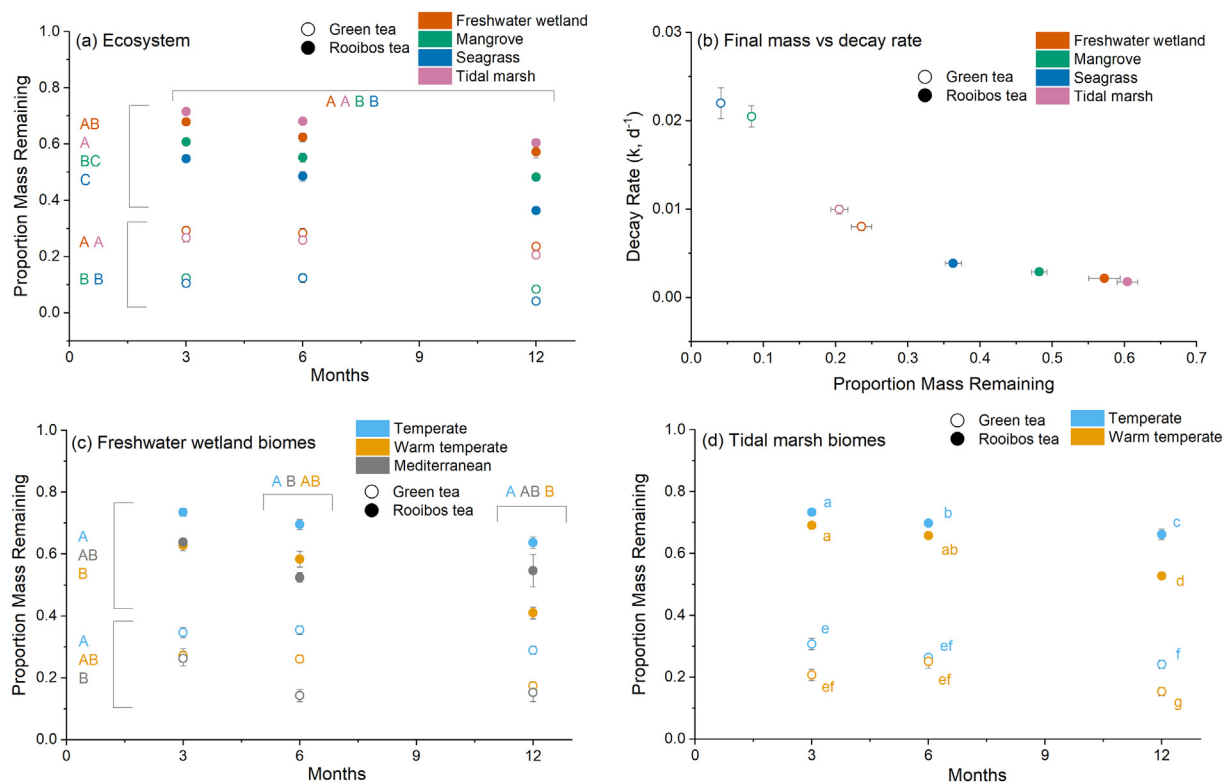 (a) Ecosystem
Green tea
Rooibos tea
Freshwater wetland
Mangrove
Seagrass
Tidal marsh
A A B B
AB
A
BC
C
A A
B B
Proportion Mass Remaining
1.0
0.8
0.6
0.4
0.2
0.0
0
3
6
9
12
Months
(b) Final mass vs decay rate
Green tea
Rooibos tea
Freshwater wetland
Mangrove
Seagrass
Tidal marsh
Decay Rate (k, d⁻¹)
0.03
0.02
0.01
0.00
0.0
0.1
0.2
0.3
0.4
0.5
0.6
0.7
Proportion Mass Remaining
(c) Freshwater wetland biomes
Temperate
Warm temperate
Mediterranean
Green tea
Rooibos tea
A B AB
A AB B
A
AB
B
A
AB
B
Proportion Mass Remaining
1.0
0.8
0.6
0.4
0.2
0.0
0
3
6
9
12
Months
(d) Tidal marsh biomes
Green tea
Rooibos tea
Temperate
Warm temperate
a
a
b
ab
c
d
e
ef
ef
ef
f
g
Proportion Mass Remaining
1.0
0.8
0.6
0.4
0.2
0.0
0
3
6
9
12
Months